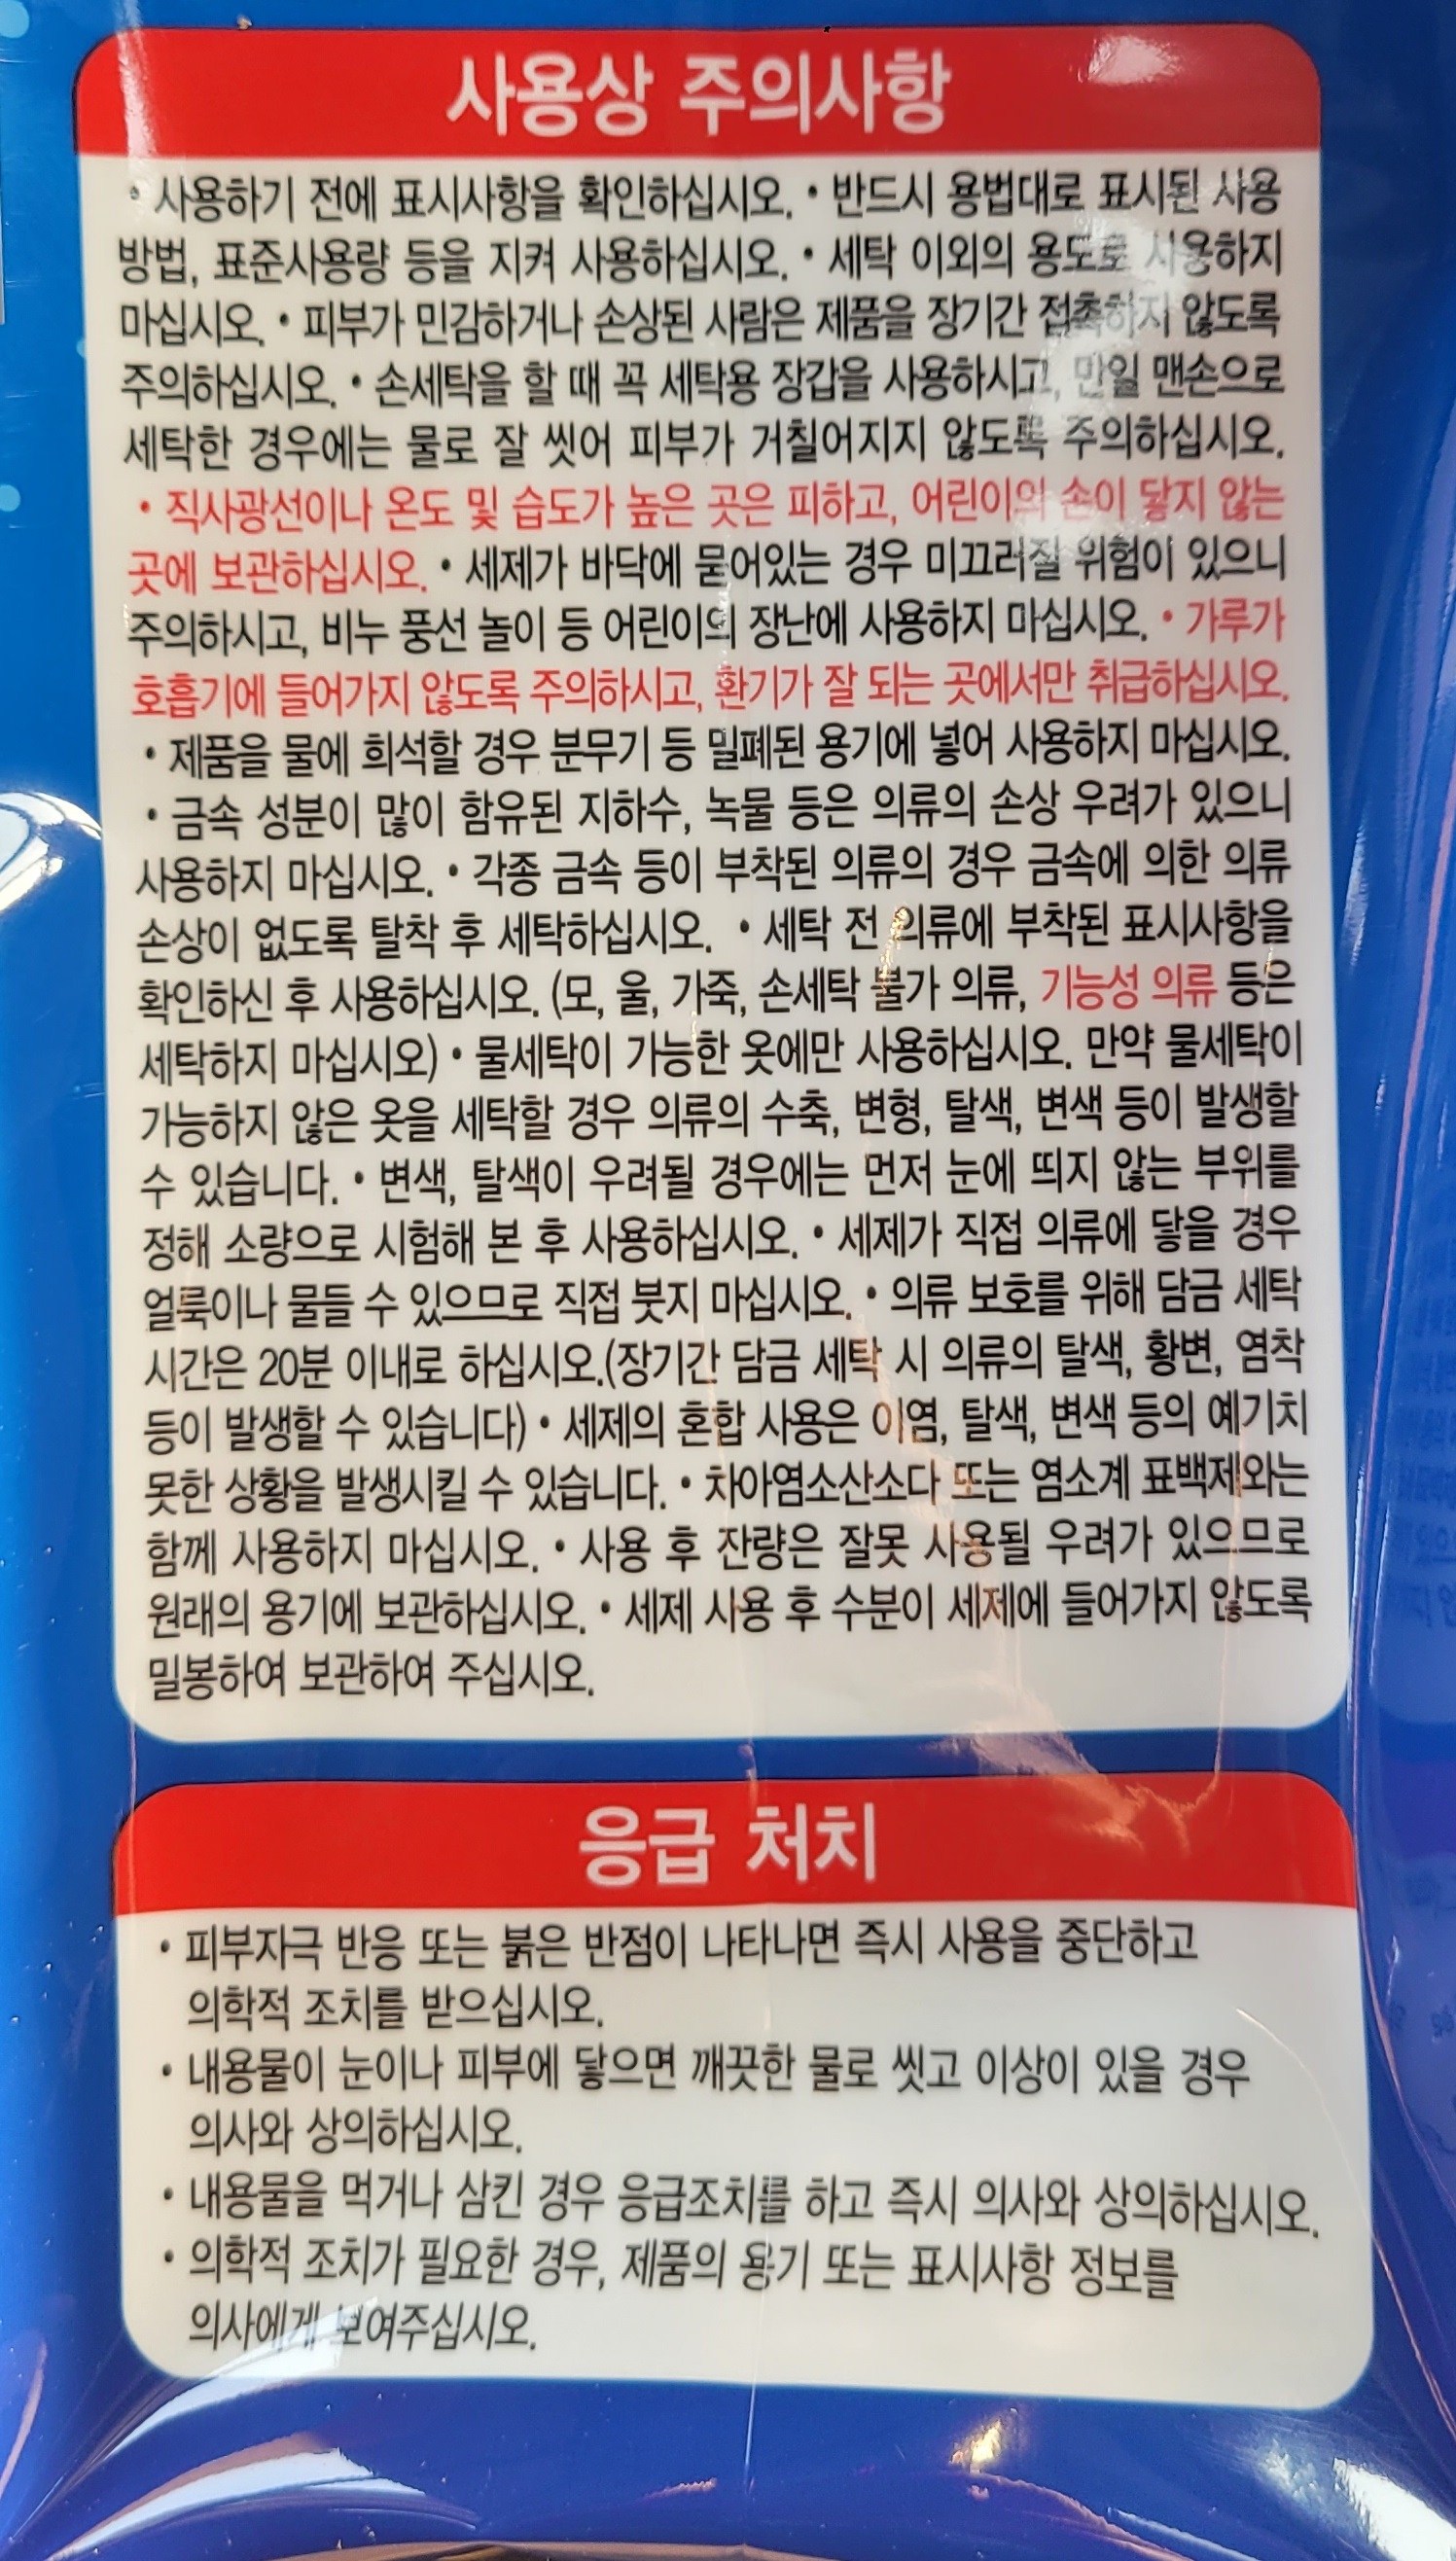 사용상 주의사항
• 사용하기 전에 표시사항을 확인하십시오. • 반드시 용법대로 표시된 사용
방법, 표준사용량 등을 지켜 사용하십시오. • 세탁 이외의 용도로 사용하지
마십시오. • 피부가 민감하거나 손상된 사람은 제품을 장기간 접촉하지 않도록
주의하십시오. • 손세탁을 할 때 꼭 세탁용 장갑을 사용하시고, 만일 맨손으로
세탁한 경우에는 물로 잘 씻어 피부가 거칠어지지 않도록 주의하십시오.
• 직사광선이나 온도 및 습도가 높은 곳은 피하고, 어린이의 손이 닿지 않는
곳에 보관하십시오. • 세제가 바닥에 묻어있는 경우 미끄러질 위험이 있으니
주의하시고, 비누 풍선 놀이 등 어린이의 장난에 사용하지 마십시오. • 가루가
호흡기에 들어가지 않도록 주의하시고, 환기가 잘 되는 곳에서만 취급하십시오.
• 제품을 물에 희석할 경우 분무기 등 밀폐된 용기에 넣어 사용하지 마십시오.
• 금속 성분이 많이 함유된 지하수, 녹물 등은 의류의 손상 우려가 있으니
사용하지 마십시오. • 각종 금속 등이 부착된 의류의 경우 금속에 의한 의류
손상이 없도록 탈착 후 세탁하십시오. • 세탁 전 의류에 부착된 표시사항을
확인하신 후 사용하십시오. (모, 울, 가죽, 손세탁 불가 의류, 기능성 의류 등은
세탁하지 마십시오) • 물세탁이 가능한 옷에만 사용하십시오. 만약 물세탁이
가능하지 않은 옷을 세탁할 경우 의류의 수축, 변형, 탈색, 변색 등이 발생할
수 있습니다. • 변색, 탈색이 우려될 경우에는 먼저 눈에 띄지 않는 부위를
정해 소량으로 시험해 본 후 사용하십시오. • 세제가 직접 의류에 닿을 경우
얼룩이나 물들 수 있으므로 직접 붓지 마십시오. • 의류 보호를 위해 담금 세탁
시간은 20분 이내로 하십시오.(장기간 담금 세탁 시 의류의 탈색, 황변, 염착
등이 발생할 수 있습니다) • 세제의 혼합 사용은 이염, 탈색, 변색 등의 예기치
못한 상황을 발생시킬 수 있습니다. • 차아염소산소다 또는 염소계 표백제와는
함께 사용하지 마십시오. • 사용 후 잔량은 잘못 사용될 우려가 있으므로
원래의 용기에 보관하십시오. • 세제 사용 후 수분이 세제에 들어가지 않도록
밀봉하여 보관하여 주십시오.
응급 처치
• 피부자극 반응 또는 붉은 반점이 나타나면 즉시 사용을 중단하고
의학적 조치를 받으십시오.
• 내용물이 눈이나 피부에 닿으면 깨끗한 물로 씻고 이상이 있을 경우
의사와 상의하십시오.
• 내용물을 먹거나 삼킨 경우 응급조치를 하고 즉시 의사와 상의하십시오.
• 의학적 조치가 필요한 경우, 제품의 용기 또는 표시사항 정보를
의사에게 보여주십시오.